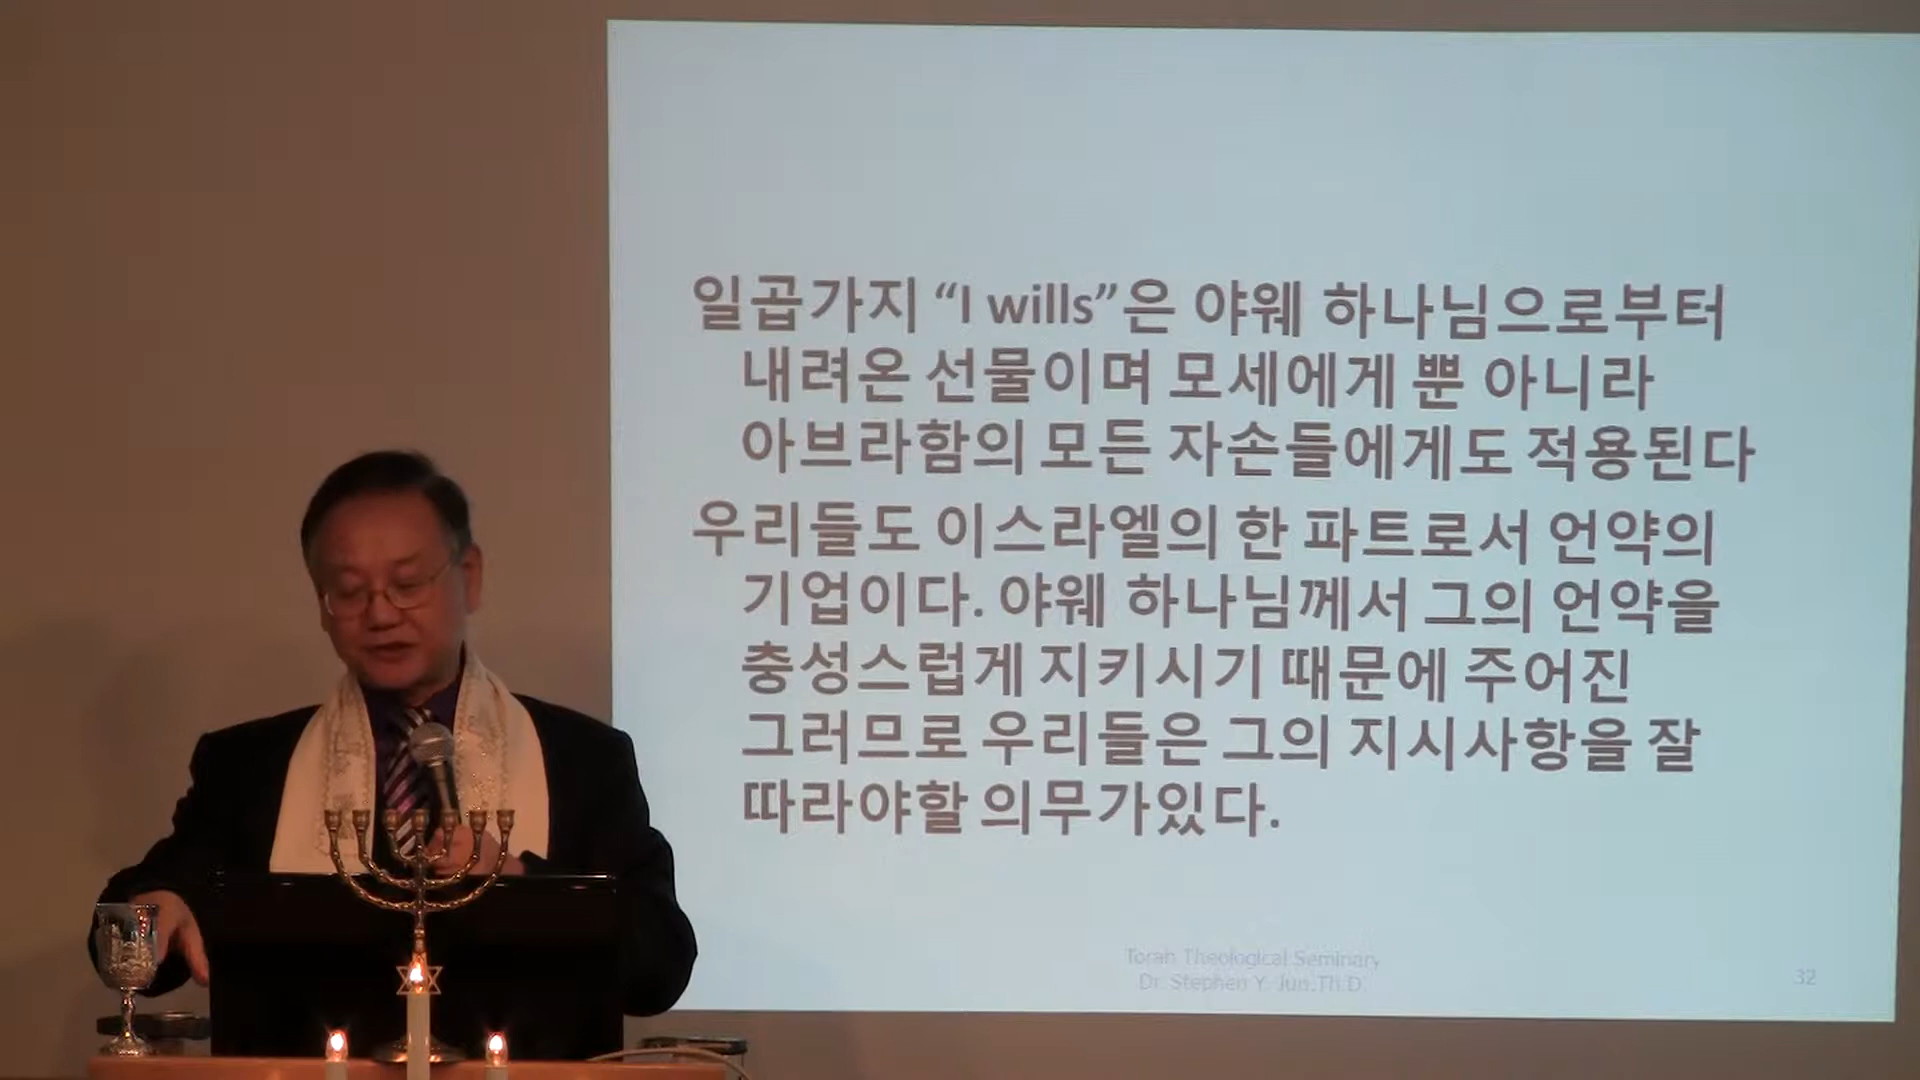 일곱가지 “I wills”은 야웨 하나님으로부터
내려온 선물이며 모세에게 뿐 아니라
아브라함의 모든 자손들에게도 적용된다
우리들도 이스라엘의 한 파트로서 언약의
기업이다. 야웨 하나님께서 그의 언약을
충성스럽게 지키시기 때문에 주어진
그러므로 우리들은 그의 지시사항을 잘
따라야할 의무가있다.
Torah Theological Seminary
Dr. Stephen Y. Jun.Th.D.
32